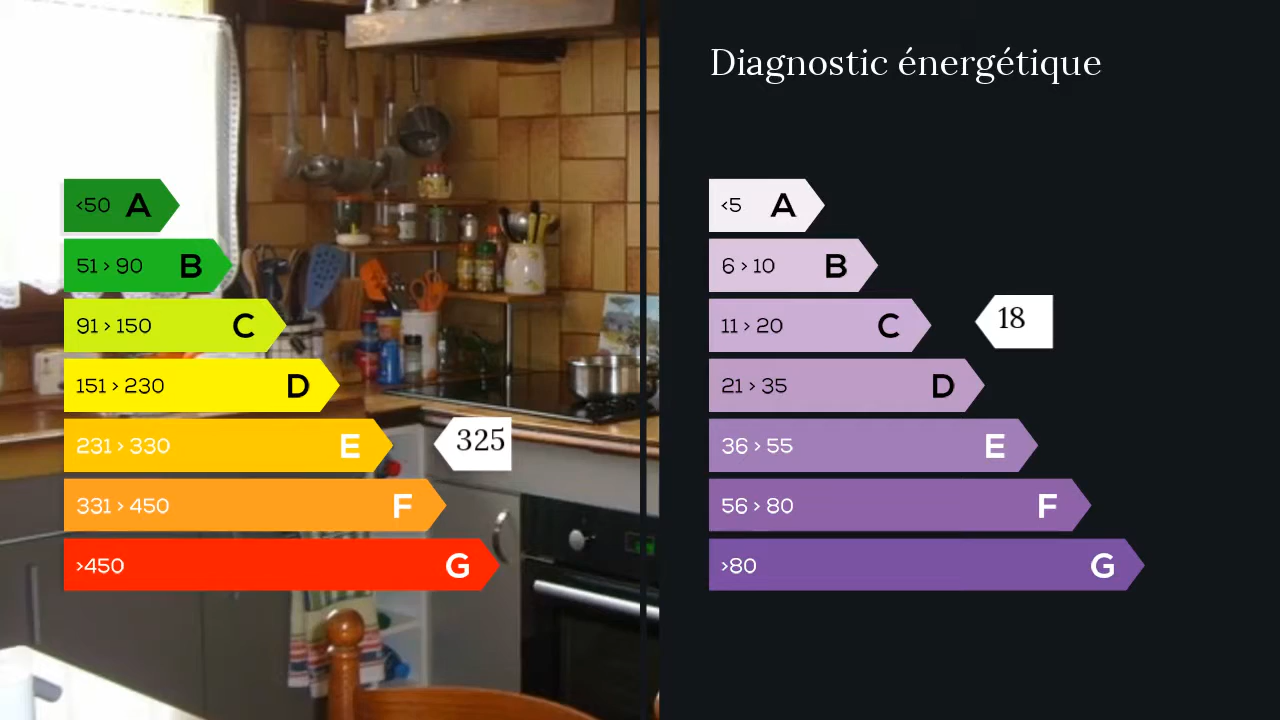 Diagnostic énergétique
<50 A
51 > 90 B
91 > 150 C
151 > 230 D
231 > 330 E
325
331 > 450 F
>450 G
<5 A
6 > 10 B
11 > 20 C
18
21 > 35 D
36 > 55 E
56 > 80 F
>80 G